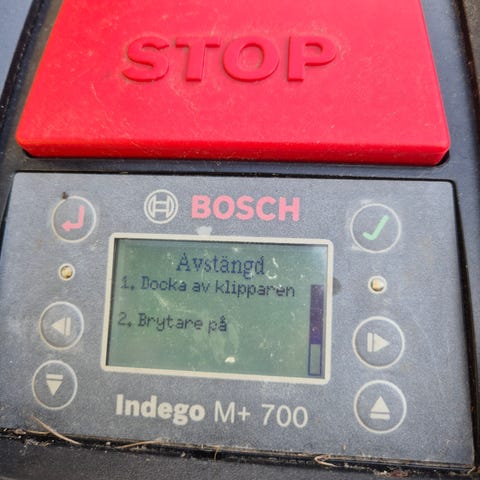 STOP
BOSCH
Avstängd
1. Docka av klipparen
2. Brytare på
Indego M+ 700